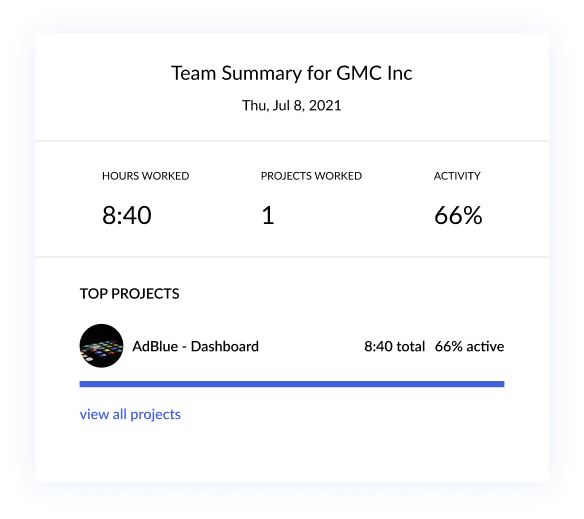 Team Summary for GMC Inc
Thu, Jul 8, 2021
HOURS WORKED PROJECTS WORKED ACTIVITY
8:40 1 66%
TOP PROJECTS
AdBlue - Dashboard 8:40 total 66% active
view all projects